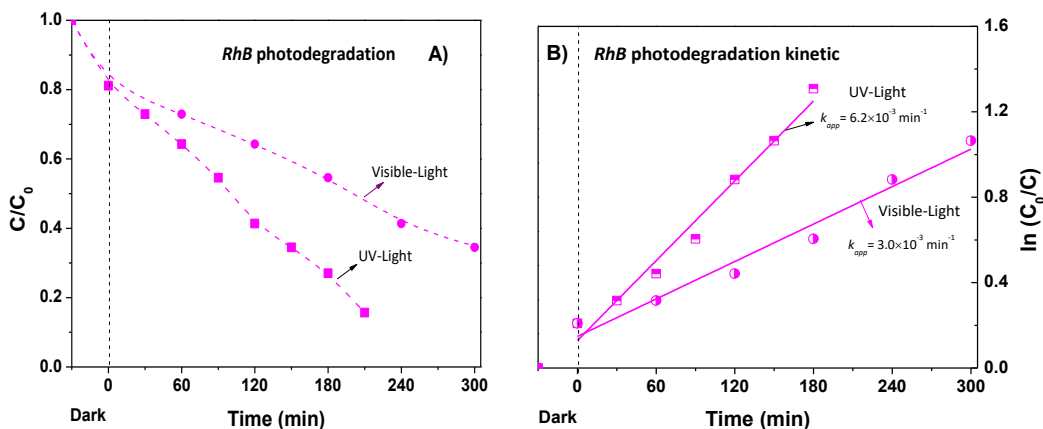 RhB photodegradation A)
1.0
0.8
0.6
0.4
0.2
0.0
C/C0
Visible-Light
UV-Light
0 60 120 180 240 300
Dark Time (min)
B) RhB photodegradation kinetic
UV-Light
kapp = 6.2×10-3 min-1
Visible-Light
kapp = 3.0×10-3 min-1
1.6
1.2
0.8
0.4
0.0
ln (C0/C)
0 60 120 180 240 300
Dark Time (min)